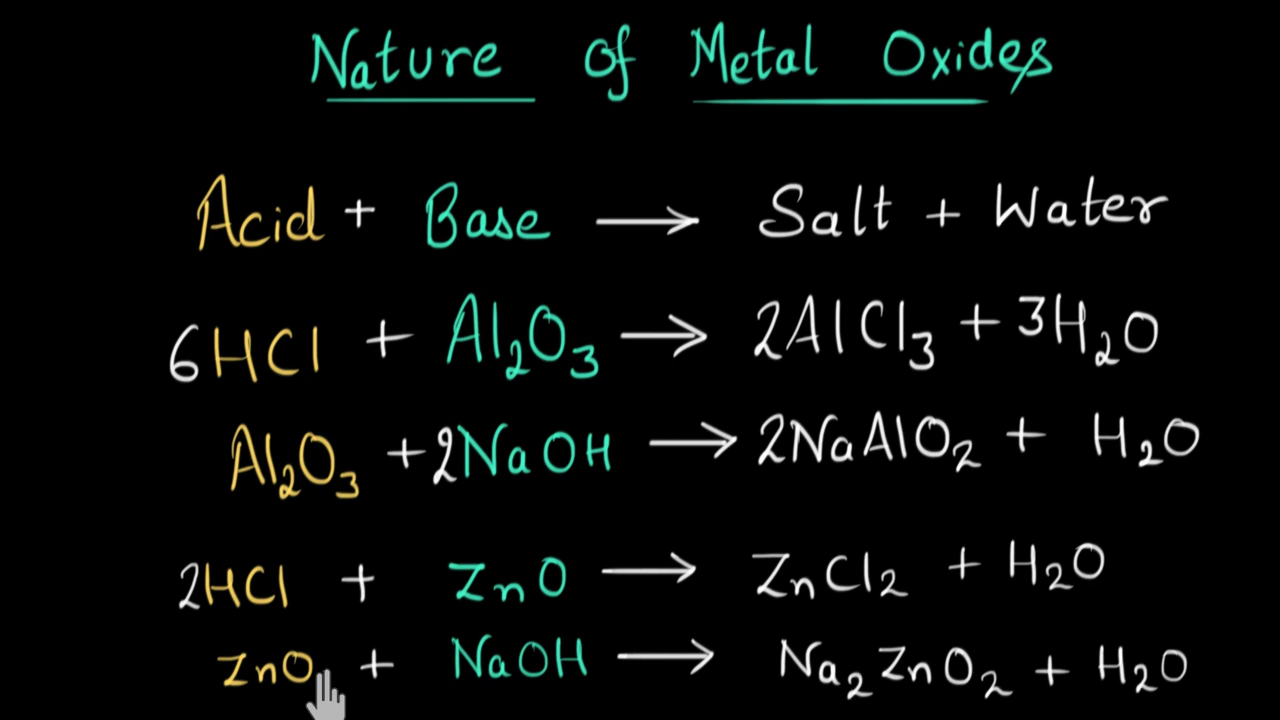 Nature of Metal Oxides
Acid + Base → Salt + Water
6HCl + Al₂O₃ → 2AlCl₃ + 3H₂O
Al₂O₃ + 2NaOH → 2NaAlO₂ + H₂O
2HCl + ZnO → ZnCl₂ + H₂O
ZnO + NaOH → Na₂ZnO₂ + H₂O